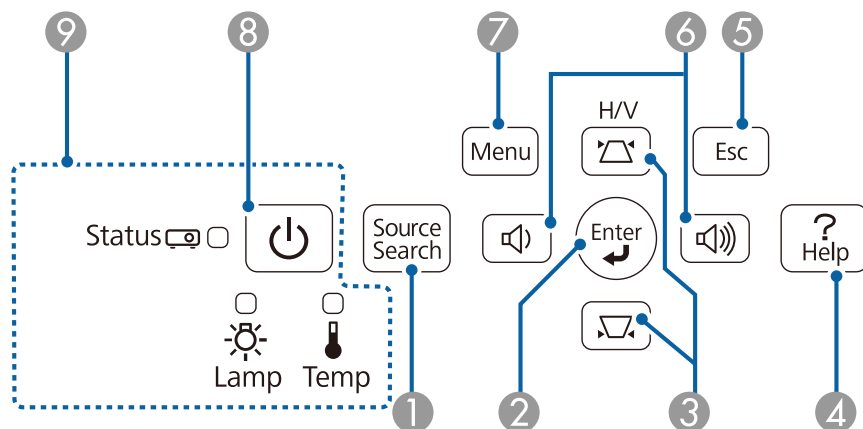 9
8
7
6
5
H/V
Menu
Esc
Status
Source
Search
Enter
?
Help
Lamp
Temp
1
2
3
4